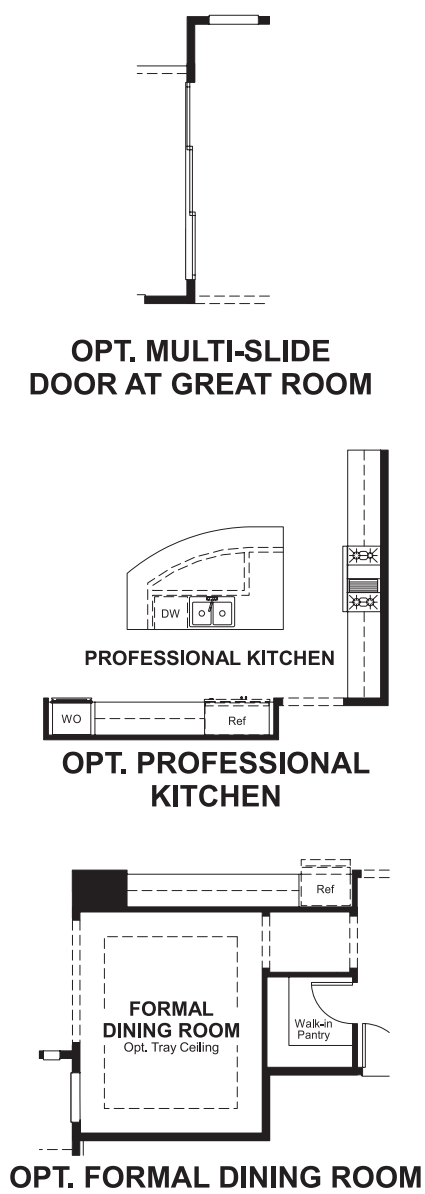 OPT. MULTI-SLIDE
DOOR AT GREAT ROOM
DW
PROFESSIONAL KITCHEN
WO
Ref
OPT. PROFESSIONAL
KITCHEN
Ref
FORMAL
DINING ROOM
Opt. Tray Ceiling
Walk-in
Pantry
OPT. FORMAL DINING ROOM